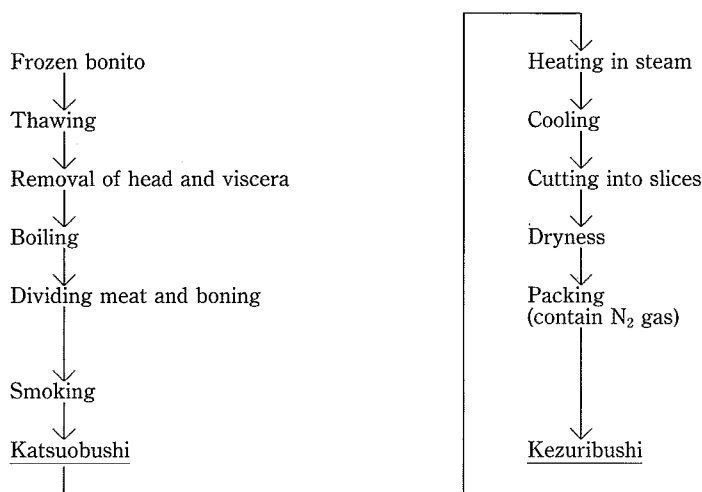 Frozen bonito
Thawing
Removal of head and viscera
Boiling
Dividing meat and boning
Smoking
Katsuobushi
Heating in steam
Cooling
Cutting into slices
Dryness
Packing
(contain N₂ gas)
Kezuribushi